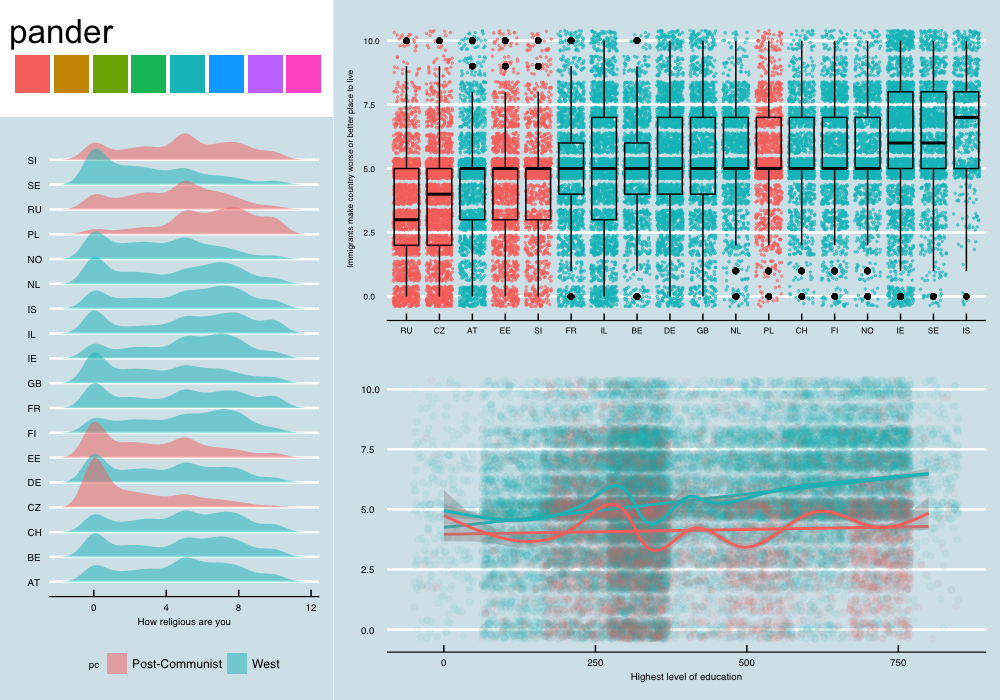 pander
SI
SE
RU
PL
NO
NL
IS
IL
IE
GB
FR
FI
EE
DE
CZ
CH
BE
AT
0 4 8 12
How religious are you
pc Post-Communist West
Immigrants make country worse or better place to live
10.0
7.5
5.0
2.5
0.0
RU CZ AT EE SI FR IL BE DE GB NL PL CH FI NO IE SE IS
10.0
7.5
5.0
2.5
0.0
0 250 500 750
Highest level of education